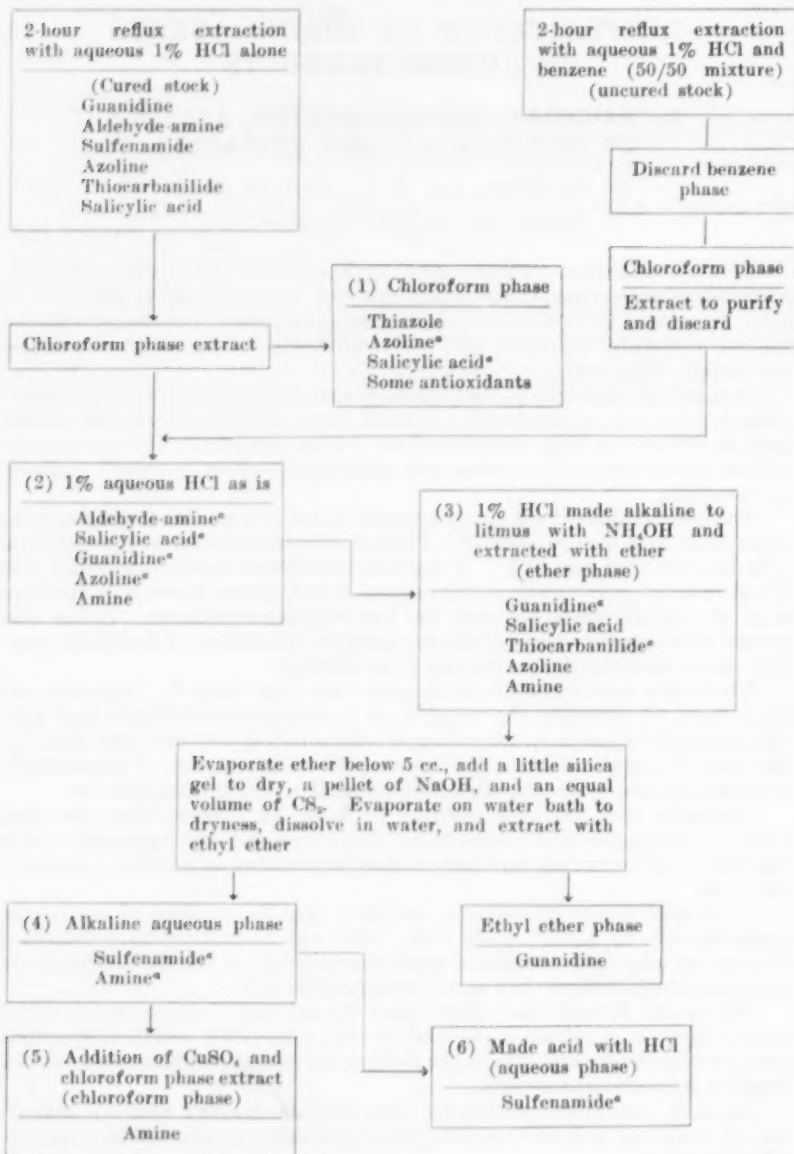 2-hour reflux extraction
with aqueous 1% HCl alone
(Cured stock)
Guanidine
Aldehyde amine
Sulfenamide
Azoline
Thiocarbanilide
Salicylic acid
2-hour reflux extraction
with aqueous 1% HCl and
benzene (50/50 mixture)
(uncured stock)
Discard benzene
phase
Chloroform phase
Extract to purify
and discard
(1) Chloroform phase
Thiazole
Azoline*
Salicylic acid*
Some antioxidants
Chloroform phase extract
(2) 1% aqueous HCl as is
Aldehyde-amine*
Salicylic acid*
Guanidine*
Azoline*
Amine
(3) 1% HCl made alkaline to
litmus with NH₄OH and
extracted with ether
(ether phase)
Guanidine*
Salicylic acid
Thiocarbanilide*
Azoline
Amine
Evaporate ether below 5 cc., add a little silica
gel to dry, a pellet of NaOH, and an equal
volume of CS₂. Evaporate on water bath to
dryness, dissolve in water, and extract with
ethyl ether
(4) Alkaline aqueous phase
Sulfenamide*
Amine*
Ethyl ether phase
Guanidine
(5) Addition of CuSO₄ and
chloroform phase extract
(chloroform phase)
Amine
(6) Made acid with HCl
(aqueous phase)
Sulfenamide*